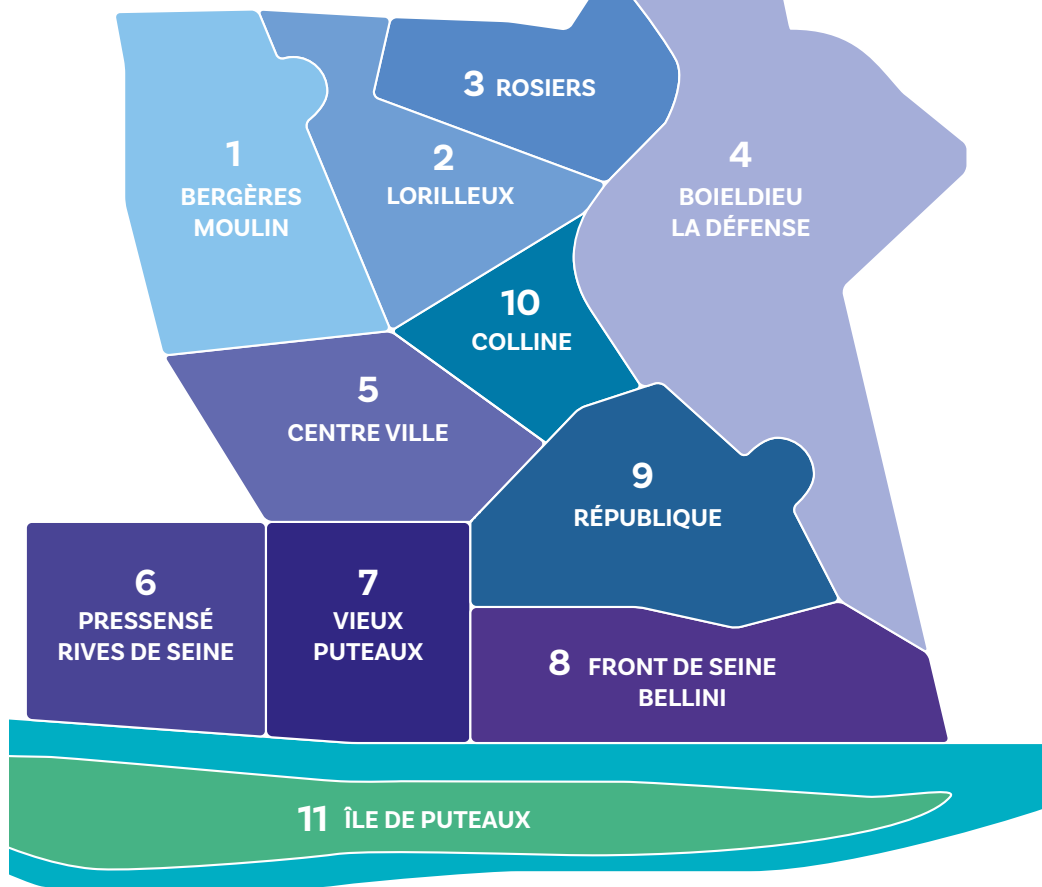 1
BERGÈRES
MOULIN
2
LORILLEUX
3 ROSIERS
4
BOIELDIEU
LA DÉFENSE
10
COLLINE
5
CENTRE VILLE
9
RÉPUBLIQUE
6
PRESSENSÉ
RIVES DE SEINE
7
VIEUX
PUTEAUX
8 FRONT DE SEINE
BELLINI
11 ÎLE DE PUTEAUX